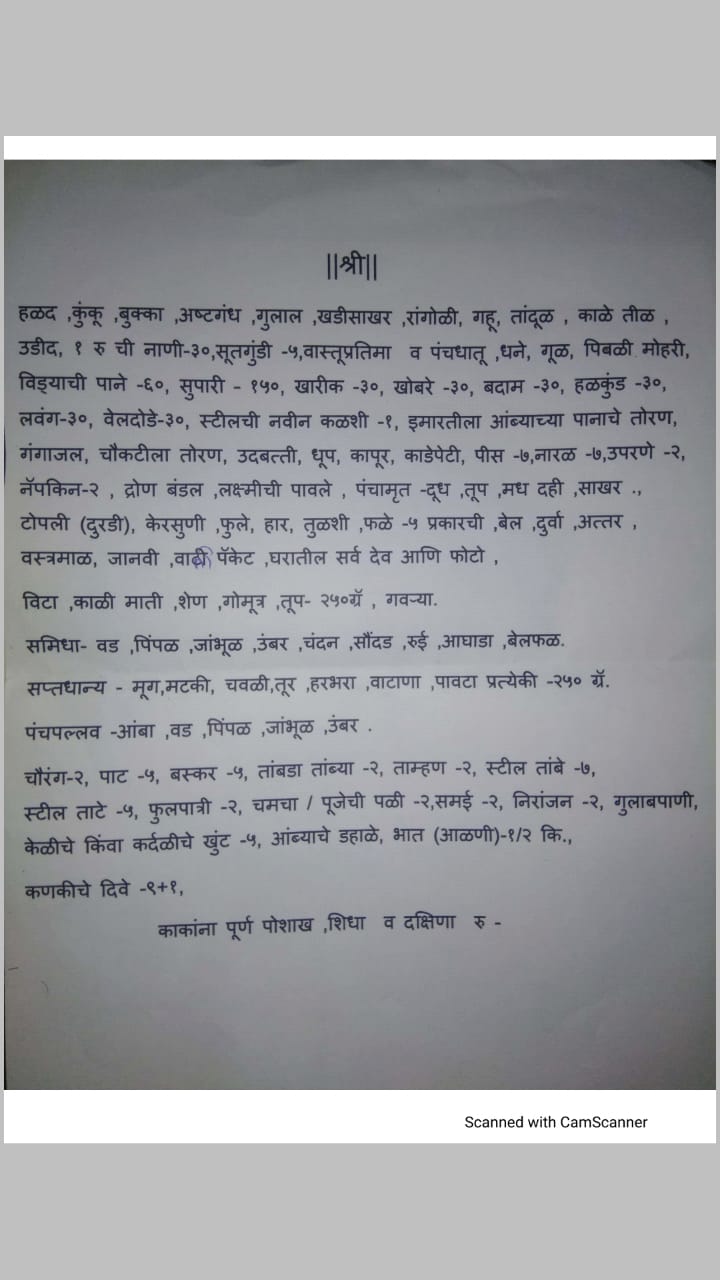 ||श्री||
हळद ,कुंकू ,बुक्का ,अष्टगंध ,गुलाल ,खडीसाखर ,रांगोळी, गहू, तांदूळ , काळे तीळ ,
उडीद, १ रु ची नाणी-३०,सूतगुंडी -५,वास्तूप्रतिमा व पंचधातू ,धने, गूळ, पिबळी मोहरी,
विड्याची पाने -६०, सुपारी - १५०, खारीक -३०, खोबरे -३०, बदाम -३०, हळकुंड -३०,
लवंग-३०, वेलदोडे-३०, स्टीलची नवीन कळशी -१, इमारतीला आंब्याच्या पानाचे तोरण,
गंगाजल, चौकटीला तोरण, उदबत्ती, धूप, कापूर, काडेपेटी, पीस -७,नारळ -७,उपरणे -२,
नॅपकिन-२ , द्रोण बंडल ,लक्ष्मीची पावले , पंचामृत -दूध ,तूप ,मध दही ,साखर .,
टोपली (दुरडी), केरसुणी ,फुले, हार, तुळशी ,फळे -५ प्रकारची ,बेल ,दुर्वा ,अत्तर ,
वस्त्रमाळ, जानवी , पॅकेट ,घरातील सर्व देव आणि फोटो ,
विटा ,काळी माती ,शेण ,गोमूत्र ,तूप- २५०ग्रॅ , गवऱ्या.
समिधा- वड ,पिंपळ ,जांभूळ ,उंबर ,चंदन ,सौंदड ,रुई ,आघाडा ,बेलफळ.
सप्तधान्य - मूग,मटकी, चवळी,तूर ,हरभरा ,वाटाणा ,पावटा प्रत्येकी -२५० ग्रॅ.
पंचपल्लव -आंबा ,वड ,पिंपळ ,जांभूळ ,उंबर .
चौरंग-२, पाट -५, बस्कर -५, तांबडा तांब्या -२, ताम्हण -२, स्टील तांबे -७,
स्टील ताटे -५, फुलपात्री -२, चमचा / पूजेची पळी -२,समई -२, निरांजन -२, गुलाबपाणी,
केळीचे किंवा कर्दळीचे खुंट -५, आंब्याचे डहाळे, भात (आळणी)-१/२ कि.,
कणकीचे दिवे -९+१,
काकांना पूर्ण पोशाख ,शिधा व दक्षिणा रु -
Scanned with CamScanner